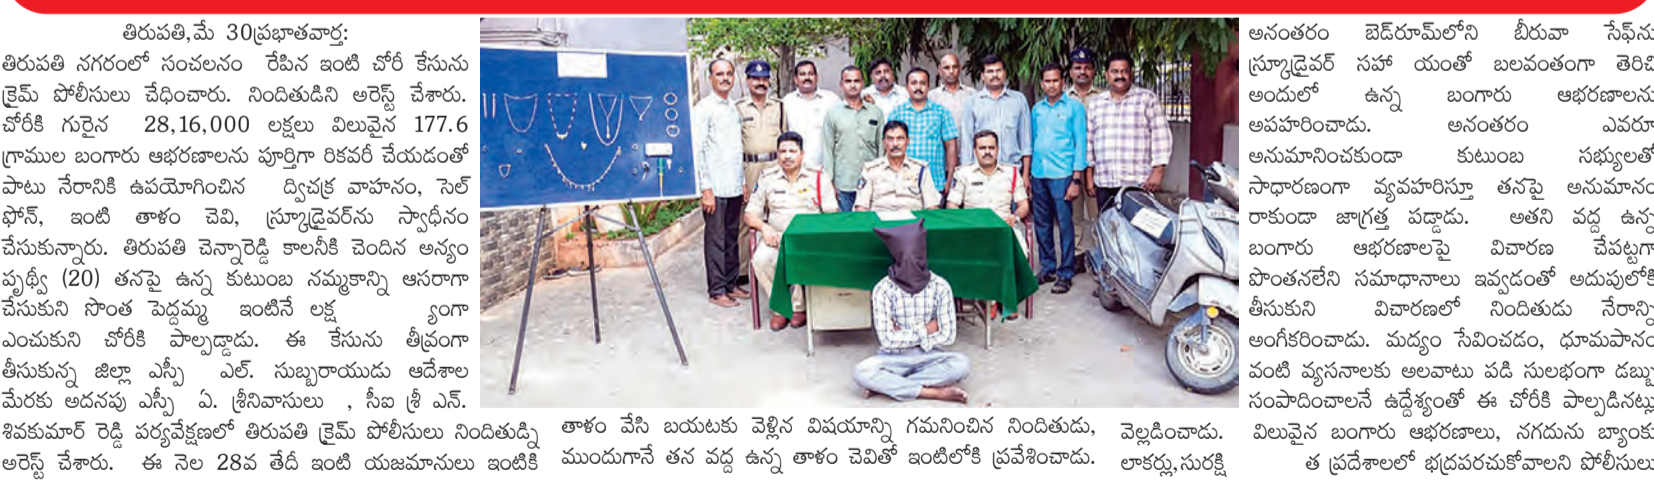 తిరుపతి,మే 30ప్రభాతవార్త:
తిరుపతి నగరంలో సంచలనం రేపిన ఇంటి చోరీ కేసును
క్రైమ్ పోలీసులు చేధించారు. నిందితుడిని అరెస్ట్ చేశారు.
చోరీకి గురైన 28,16,000 లక్షలు విలువైన 177.6
గ్రాముల బంగారు ఆభరణాలను పూర్తిగా రికవరీ చేయడంతో
పాటు నేరానికి ఉపయోగించిన ద్విచక్ర వాహనం, సెల్
ఫోన్, ఇంటి తాళం చెవి, స్క్రూడ్రైవర్‌ను స్వాధీనం
చేసుకున్నారు. తిరుపతి చెన్నారెడ్డి కాలనీకి చెందిన అన్యం
పృథ్వీ (20) తనపై ఉన్న కుటుంబ నమ్మకాన్ని ఆసరాగా
చేసుకుని సొంత పెద్దమ్మ ఇంటినే లక్ష ్యంగా
ఎంచుకుని చోరీకి పాల్పడ్డాడు. ఈ కేసును తీవ్రంగా
తీసుకున్న జిల్లా ఎస్పీ ఎల్. సుబ్బరాయుడు ఆదేశాల
మేరకు అదనపు ఎస్పీ ఏ. శ్రీనివాసులు , సీఐ శ్రీ ఎన్.
శివకుమార్ రెడ్డి పర్యవేక్షణలో తిరుపతి క్రైమ్ పోలీసులు నిందితుడ్ని
అరెస్ట్ చేశారు. ఈ నెల 28వ తేదీ ఇంటి యజమానులు ఇంటికి
తాళం వేసి బయటకు వెళ్లిన విషయాన్ని గమనించిన నిందితుడు,
ముందుగానే తన వద్ద ఉన్న తాళం చెవితో ఇంటిలోకి ప్రవేశించాడు.
అనంతరం బెడ్‌రూమ్‌లోని బీరువా సేఫ్‌ను
స్క్రూడ్రైవర్ సహా యంతో బలవంతంగా తెరిచి
అందులో ఉన్న బంగారు ఆభరణాలను
అపహరించాడు. అనంతరం ఎవరూ
అనుమానించకుండా కుటుంబ సభ్యులతో
సాధారణంగా వ్యవహరిస్తూ తనపై అనుమానం
రాకుండా జాగ్రత్త పడ్డాడు. అతని వద్ద ఉన్న
బంగారు ఆభరణాలపై విచారణ చేపట్టగా
పొంతనలేని సమాధానాలు ఇవ్వడంతో అదుపులోకి
తీసుకుని విచారణలో నిందితుడు నేరాన్ని
అంగీకరించాడు. మద్యం సేవించడం, ధూమపానం
వంటి వ్యసనాలకు అలవాటు పడి సులభంగా డబ్బు
సంపాదించాలనే ఉద్దేశ్యంతో ఈ చోరీకి పాల్పడినట్లు
వెల్లడించాడు. విలువైన బంగారు ఆభరణాలు, నగదును బ్యాంకు
లాకర్లు,సురక్షి త ప్రదేశాలలో భద్రపరచుకోవాలని పోలీసులు